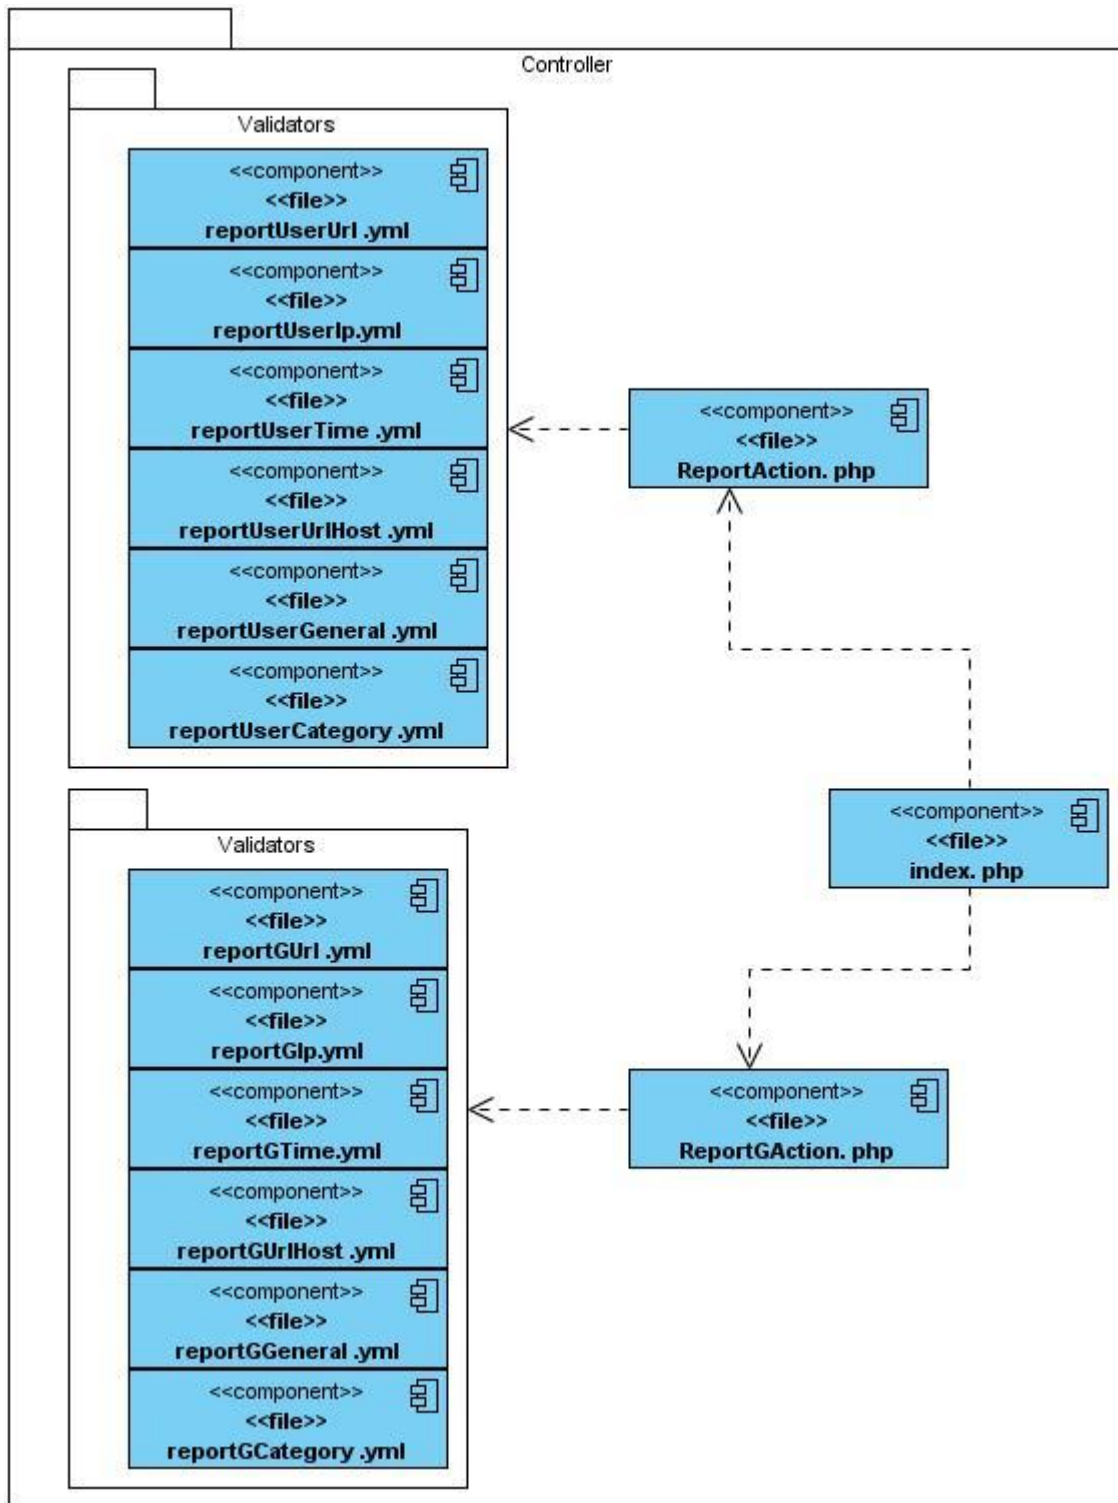 Controller
Validators
<<component>>
<<file>>
reportUserUrl .yml
<<component>>
<<file>>
reportUserIp.yml
<<component>>
<<file>>
reportUserTime .yml
<<component>>
<<file>>
reportUserUrlHost .yml
<<component>>
<<file>>
reportUserGeneral .yml
<<component>>
<<file>>
reportUserCategory .yml
<<component>>
<<file>>
ReportAction. php
<<component>>
<<file>>
index. php
Validators
<<component>>
<<file>>
reportGUrl .yml
<<component>>
<<file>>
reportGIp.yml
<<component>>
<<file>>
reportGTime.yml
<<component>>
<<file>>
reportGUrlHost .yml
<<component>>
<<file>>
reportGGeneral .yml
<<component>>
<<file>>
reportGCategory .yml
<<component>>
<<file>>
ReportGAction. php